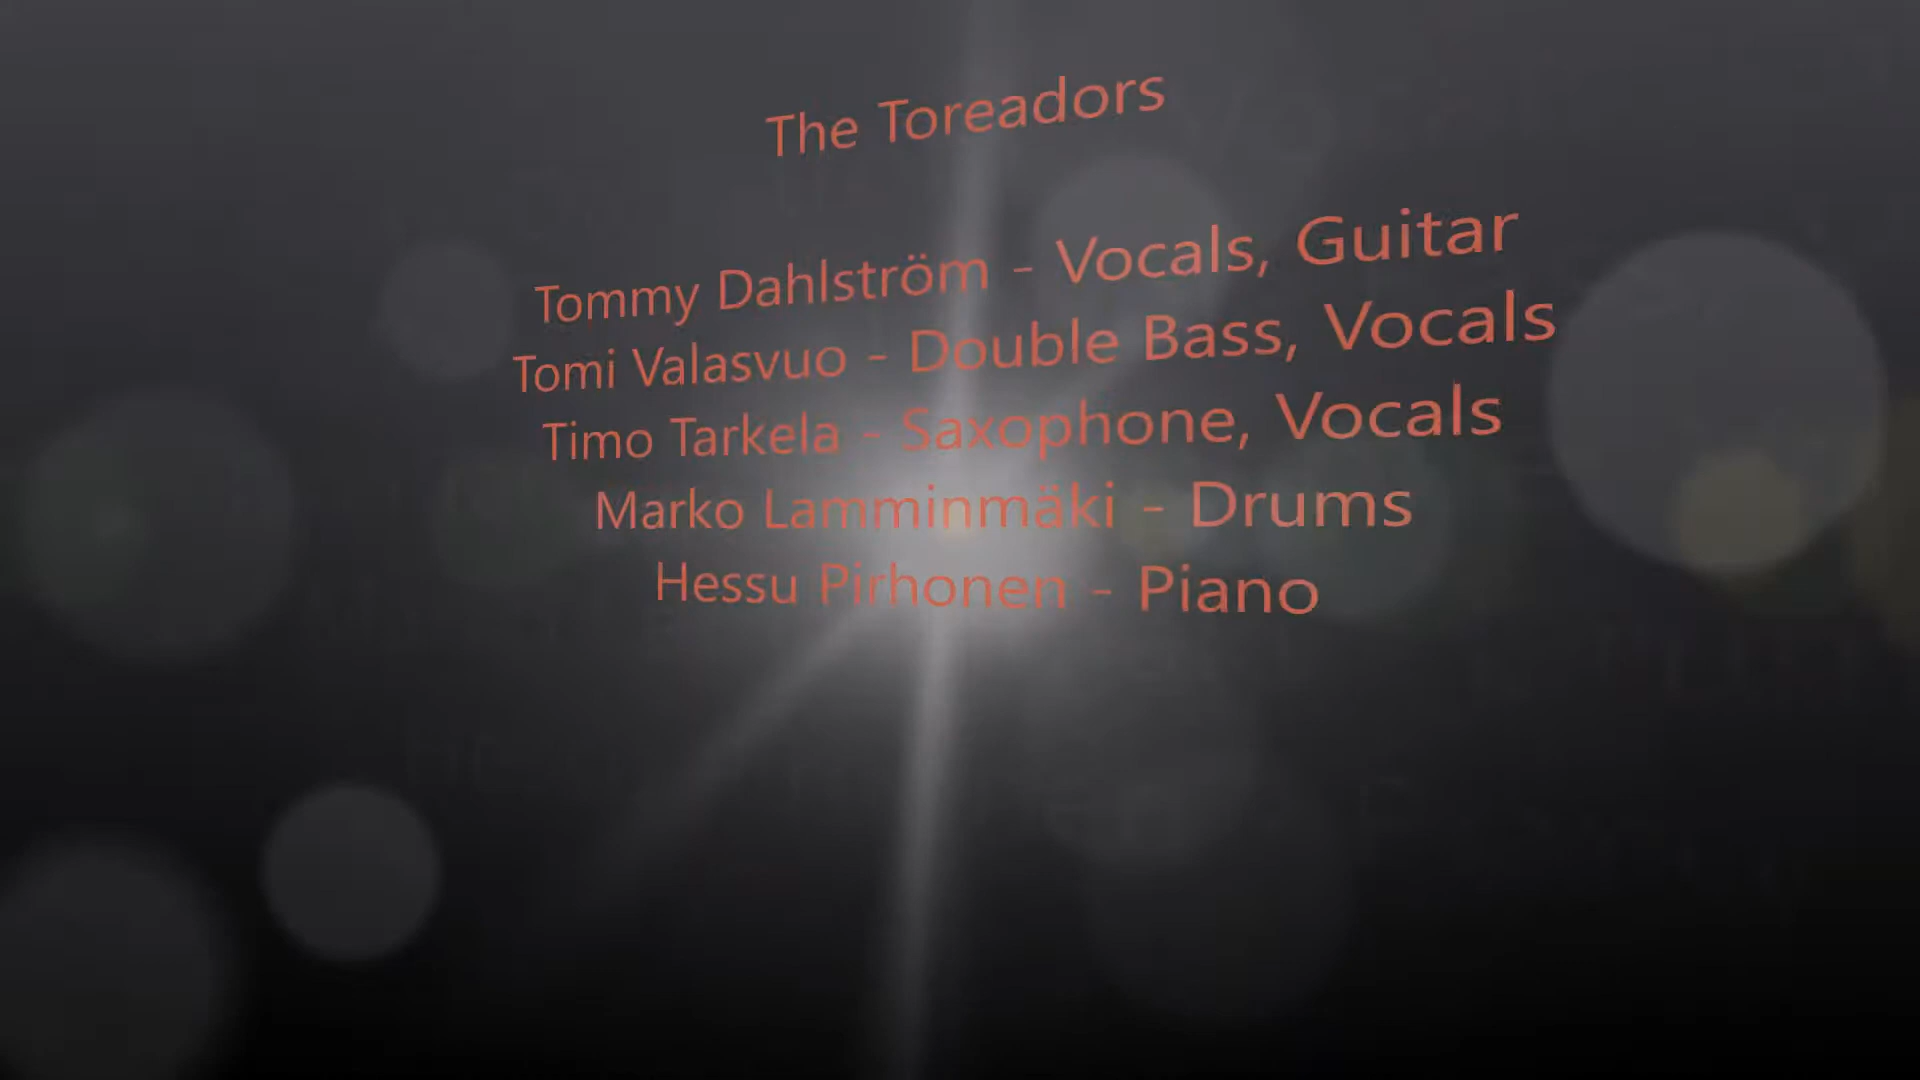 The Toreadors
Tommy Dahlström - Vocals, Guitar
Tomi Valasvuo - Double Bass, Vocals
Timo Tarkela - Saxophone, Vocals
Marko Lamminmäki - Drums
Hessu Pirhonen - Piano